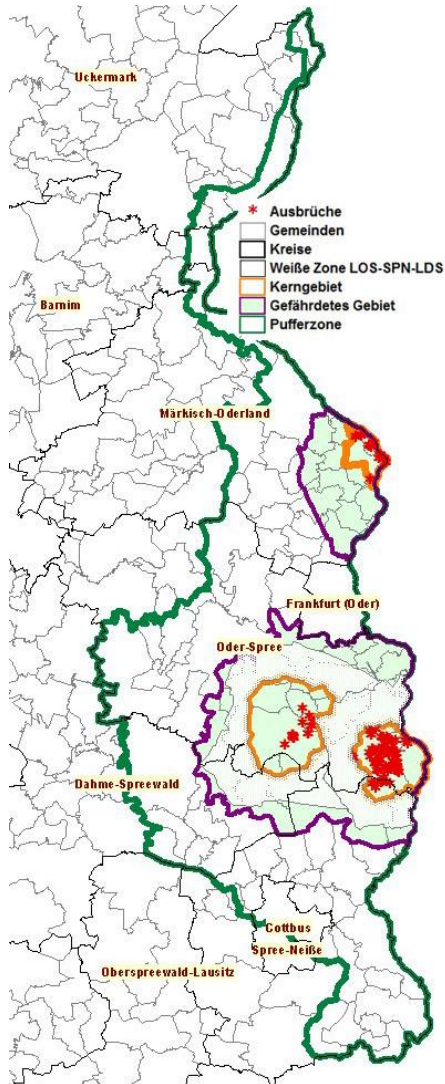 Uckermark
Ausbrüche
Gemeinden
Kreise
Weiße Zone LOS-SPN-LDS
Kerngebiet
Gefährdetes Gebiet
Pufferzone
Barnim
Märkisch-Oderland
Frankfurt (Oder)
Oder-Spree
Dahme-Spreewald
Cottbus
Spree-Neiße
Oberspreewald-Lausitz